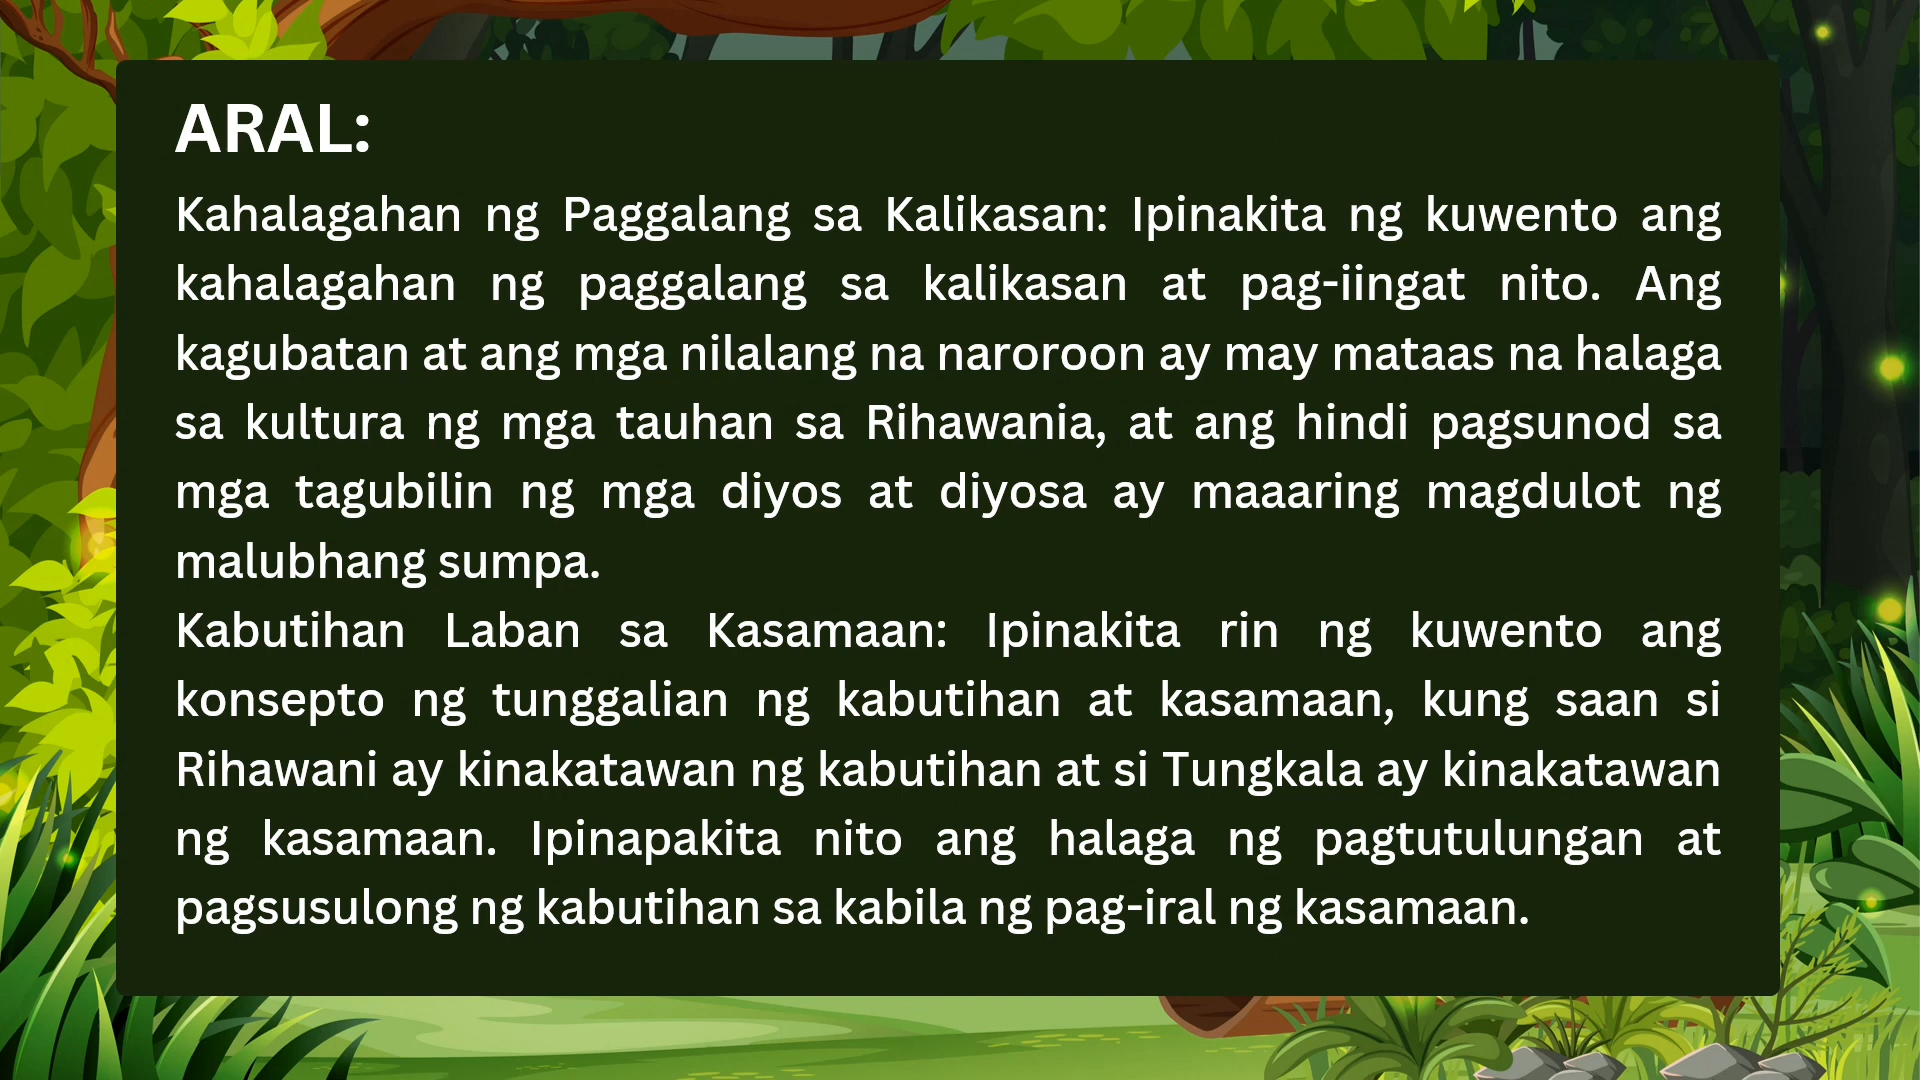 ARAL:
Kahalagahan ng Paggalang sa Kalikasan: Ipinakita ng kuwento ang
kahalagahan ng paggalang sa kalikasan at pag-iingat nito. Ang
kagubatan at ang mga nilalang na naroroon ay may mataas na halaga
sa kultura ng mga tauhan sa Rihawania, at ang hindi pagsunod sa
mga tagubilin ng mga diyos at diyosa ay maaaring magdulot ng
malubhang sumpa.
Kabutihan Laban sa Kasamaan: Ipinakita rin ng kuwento ang
konsepto ng tunggalian ng kabutihan at kasamaan, kung saan si
Rihawani ay kinakatawan ng kabutihan at si Tungkala ay kinakatawan
ng kasamaan. Ipinapakita nito ang halaga ng pagtutulungan at
pagsusulong ng kabutihan sa kabila ng pag-iral ng kasamaan.